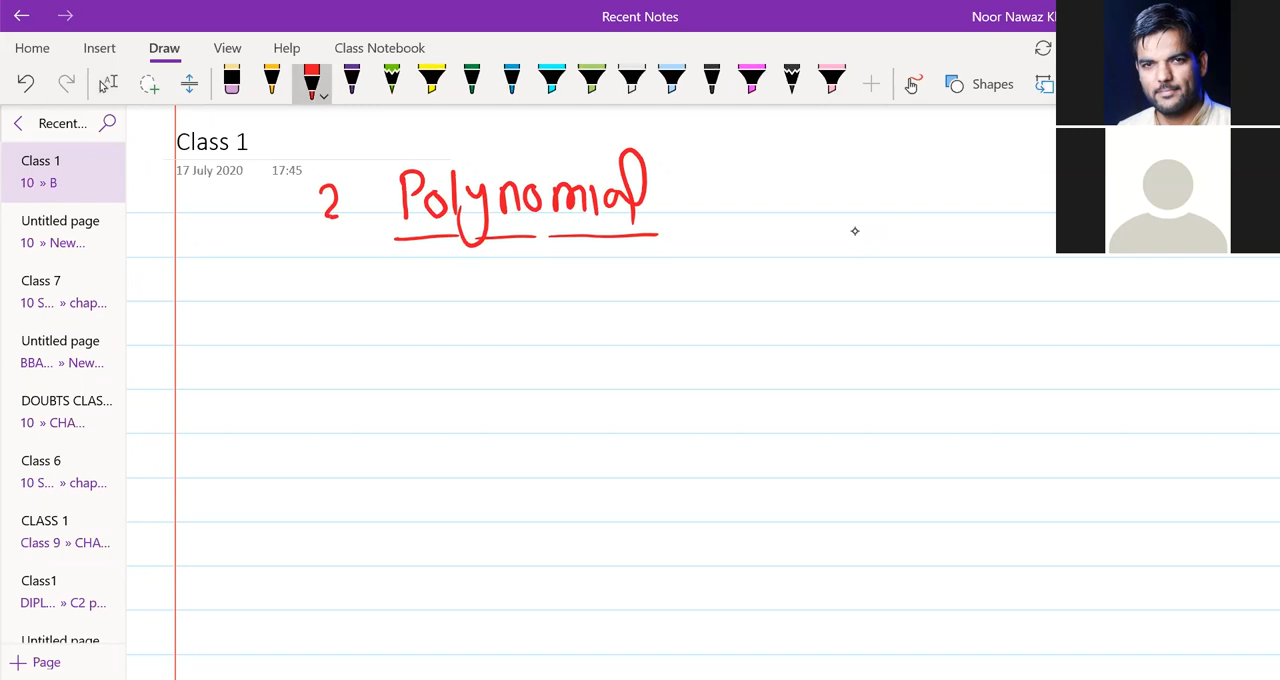 Recent Notes
Noor Nawaz Kh
Home Insert Draw View Help Class Notebook
Shapes
Recent...
Class 1
10 » B
Untitled page
10 » New...
Class 7
10 S... » chap...
Untitled page
BBA... » New...
DOUBTS CLAS...
10 » CHA...
Class 6
10 S... » chap...
CLASS 1
Class 9 » CHA...
Class1
DIPL... » C2 p...
Untitled page
Page
Class 1
17 July 2020 17:45
2 Polynomial